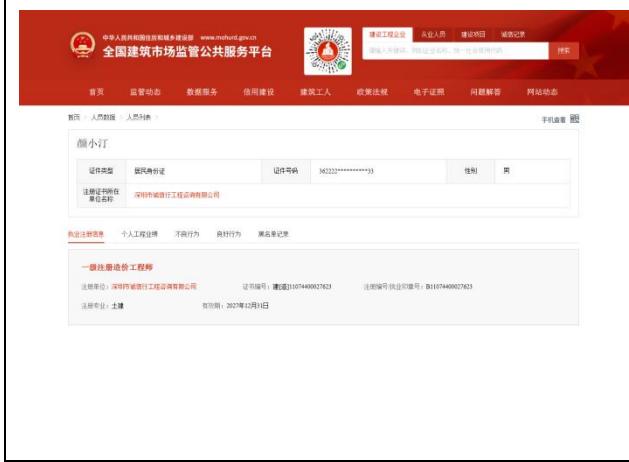 中华人民共和国住房和城乡建设部 www.mohurd.gov.cn
全国建筑市场监管公共服务平台
建设工程企业 从业人员 建设项目 诚信记录
搜索
首页 监管动态 数据服务 信用建设 建筑工人 政策法规 电子证照 问题解答 网站动态
首页 > 人员数据 > 人员列表 >
手机查看
颜小汀
证件类型 居民身份证 证件号码 362222**********33 性别 男
注册证书所在单位名称 深圳市诚信行工程咨询有限公司
执业注册信息 个人工程业绩 不良行为 良好行为 黑名单记录
一级注册造价工程师
注册单位：深圳市诚信行工程咨询有限公司 证书编号：建[造]11074400027623 注册编号/执业印章号：B11074400027623
注册专业：土建 有效期：2027年12月31日